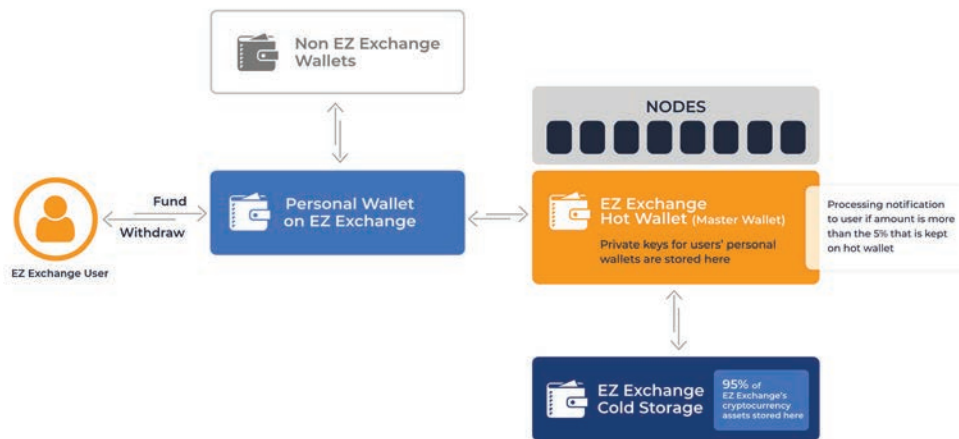 Non EZ Exchange
Wallets
NODES
Fund
Withdraw
EZ Exchange User
Personal Wallet
on EZ Exchange
EZ Exchange
Hot Wallet (Master Wallet)
Private keys for users' personal
wallets are stored here
Processing notification
to user if amount is more
than the 5% that is kept
on hot wallet
EZ Exchange
Cold Storage
95% of
EZ Exchange's
cryptocurrency
assets stored here